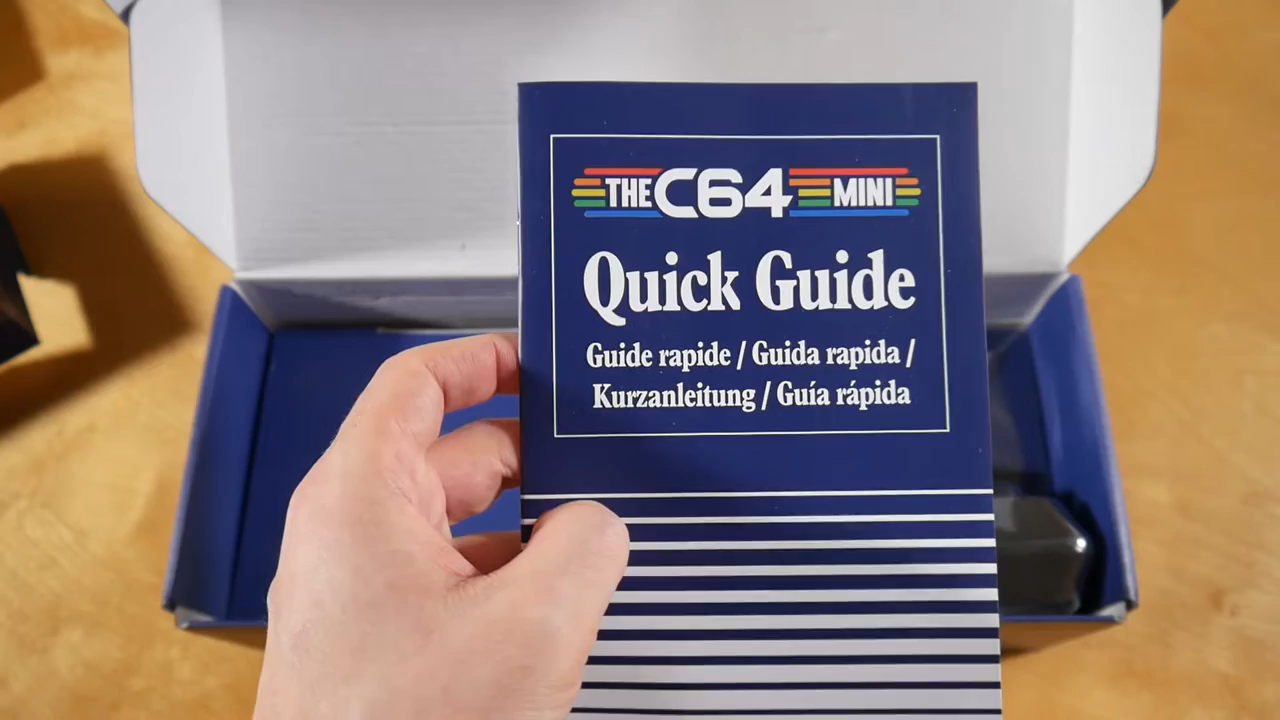 THEC64 MINI
Quick Guide
Guide rapide / Guida rapida /
Kurzanleitung / Guía rápida